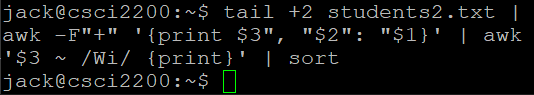 jack@csci2200:~$ tail +2 students2.txt |
awk -F"+" '{print $3", "$2": "$1}' | awk
'$3 ~ /Wi/ {print}' | sort
jack@csci2200:~$